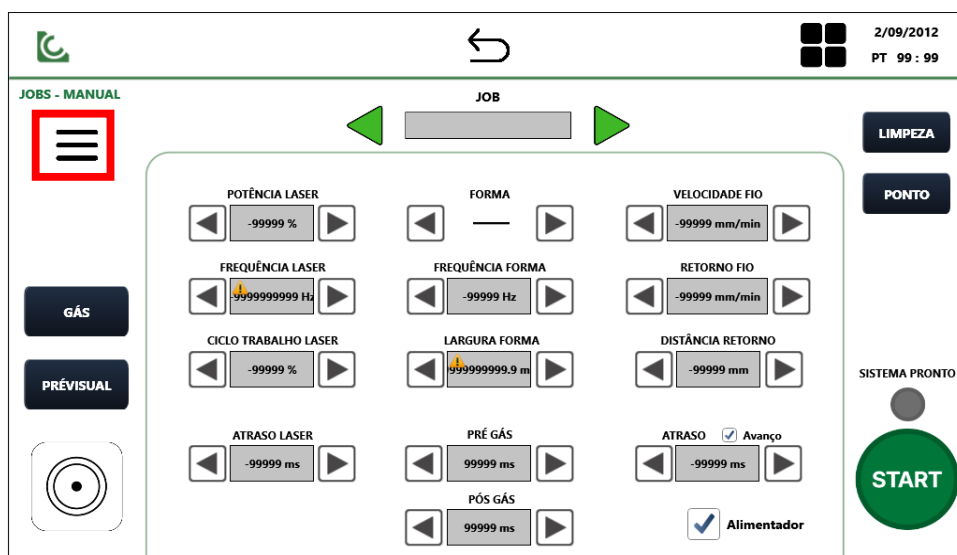 2/09/2012
PT 99 : 99
JOBS - MANUAL
JOB
LIMPEZA
PONTO
POTÊNCIA LASER
FORMA
VELOCIDADE FIO
-99999 %
-99999 mm/min
FREQUÊNCIA LASER
FREQUÊNCIA FORMA
RETORNO FIO
-9999999999 Hz
-99999 Hz
-99999 mm/min
GÁS
CICLO TRABALHO LASER
LARGURA FORMA
DISTÂNCIA RETORNO
-99999 %
999999999.9 m
-99999 mm
PRÉVISUAL
SISTEMA PRONTO
ATRASO LASER
PRÉ GÁS
ATRASO Avanço
-99999 ms
99999 ms
-99999 ms
START
PÓS GÁS
99999 ms
Alimentador